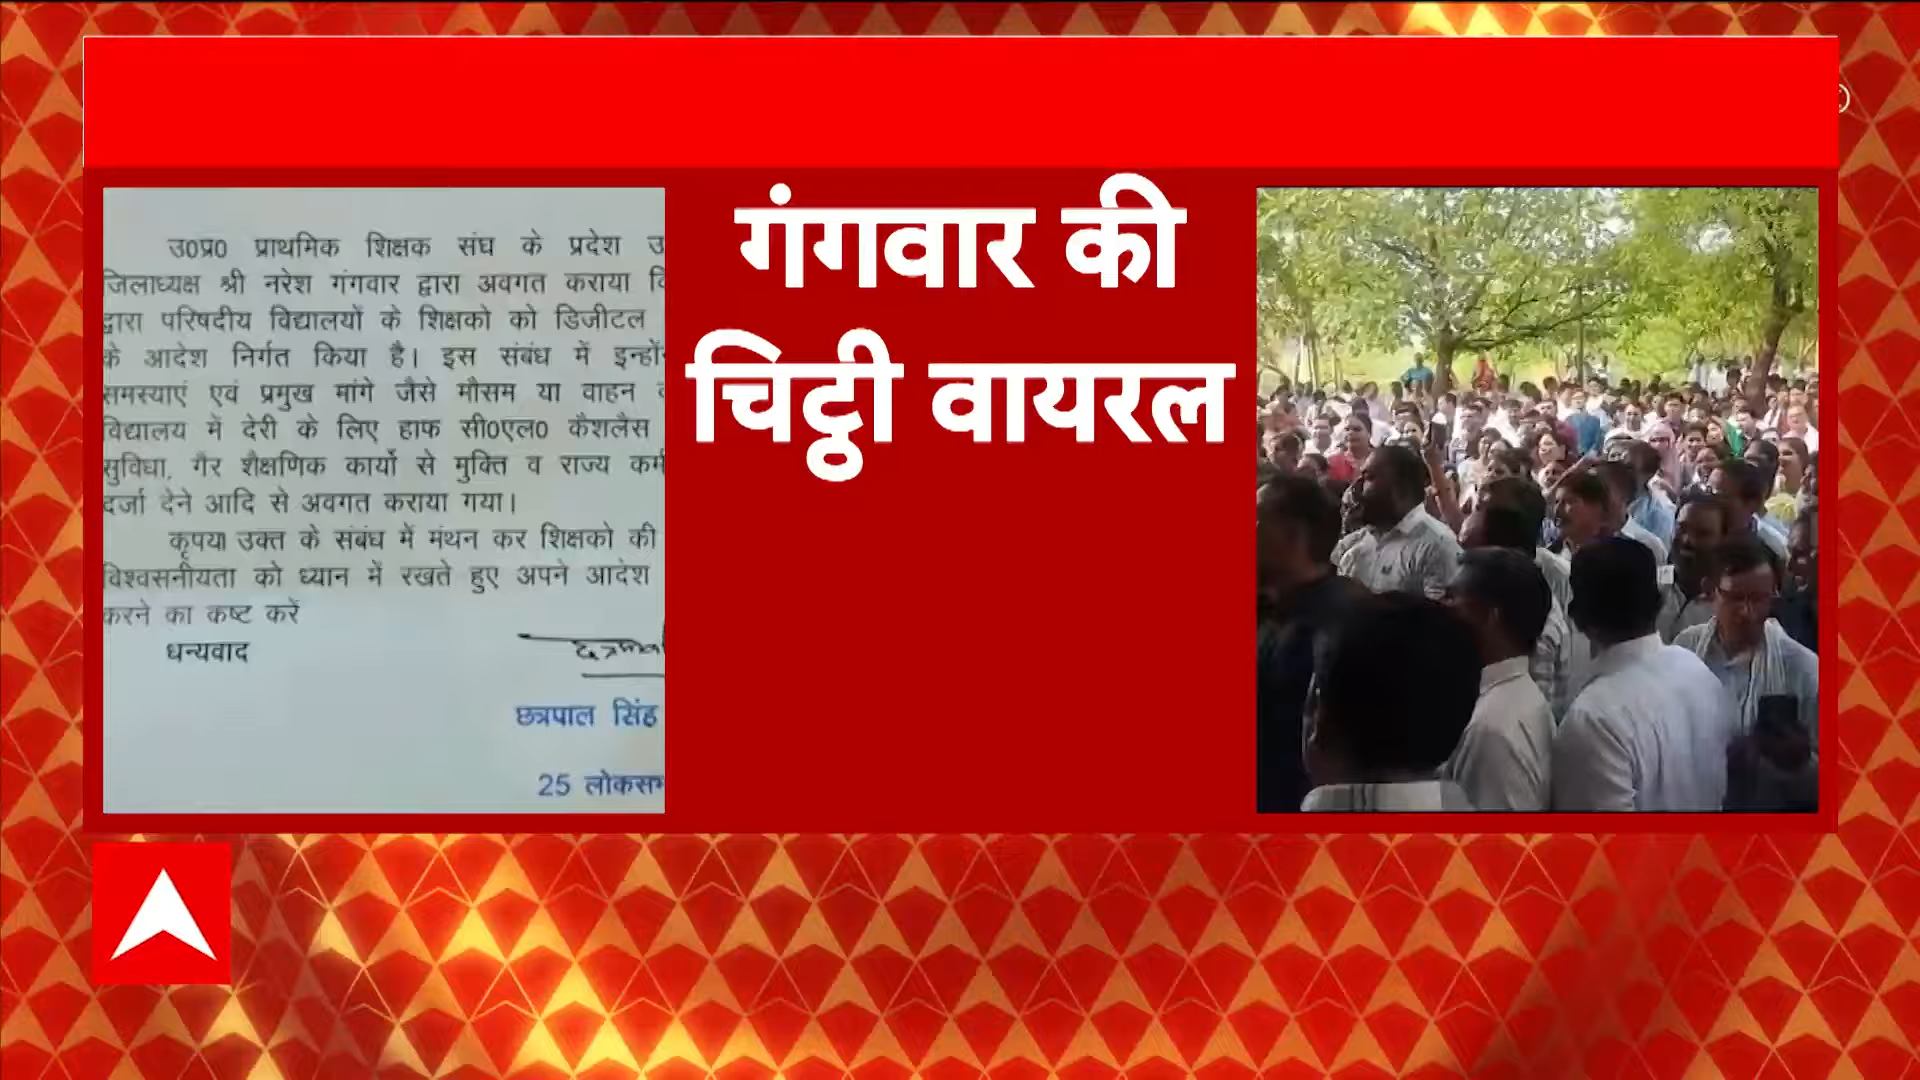 गंगवार की
चिट्ठी वायरल
उ0प्र0 प्राथमिक शिक्षक संघ के प्रदेश उ
जिलाध्यक्ष श्री नरेश गंगवार द्वारा अवगत कराया
द्वारा परिषदीय विद्यालयों के शिक्षको को डिजीटल
के आदेश निर्गत किया है। इस संबंध में
समस्याएं एवं प्रमुख मांगे जैसे मौसम या वाहन
विद्यालय में देरी के लिए हाफ सी0एल0 कैशलैस
सुविधा, गैर शैक्षणिक कार्यो से मुक्ति व राज्य
दर्जा देने आदि से अवगत कराया गया।
कृपया उक्त के संबंध में मंथन कर शिक्षको की
विश्वसनीयता को ध्यान में रखते हुए अपने आदेश
करने का कष्ट करें
धन्यवाद
छत्रपाल सिंह
25 लोकस